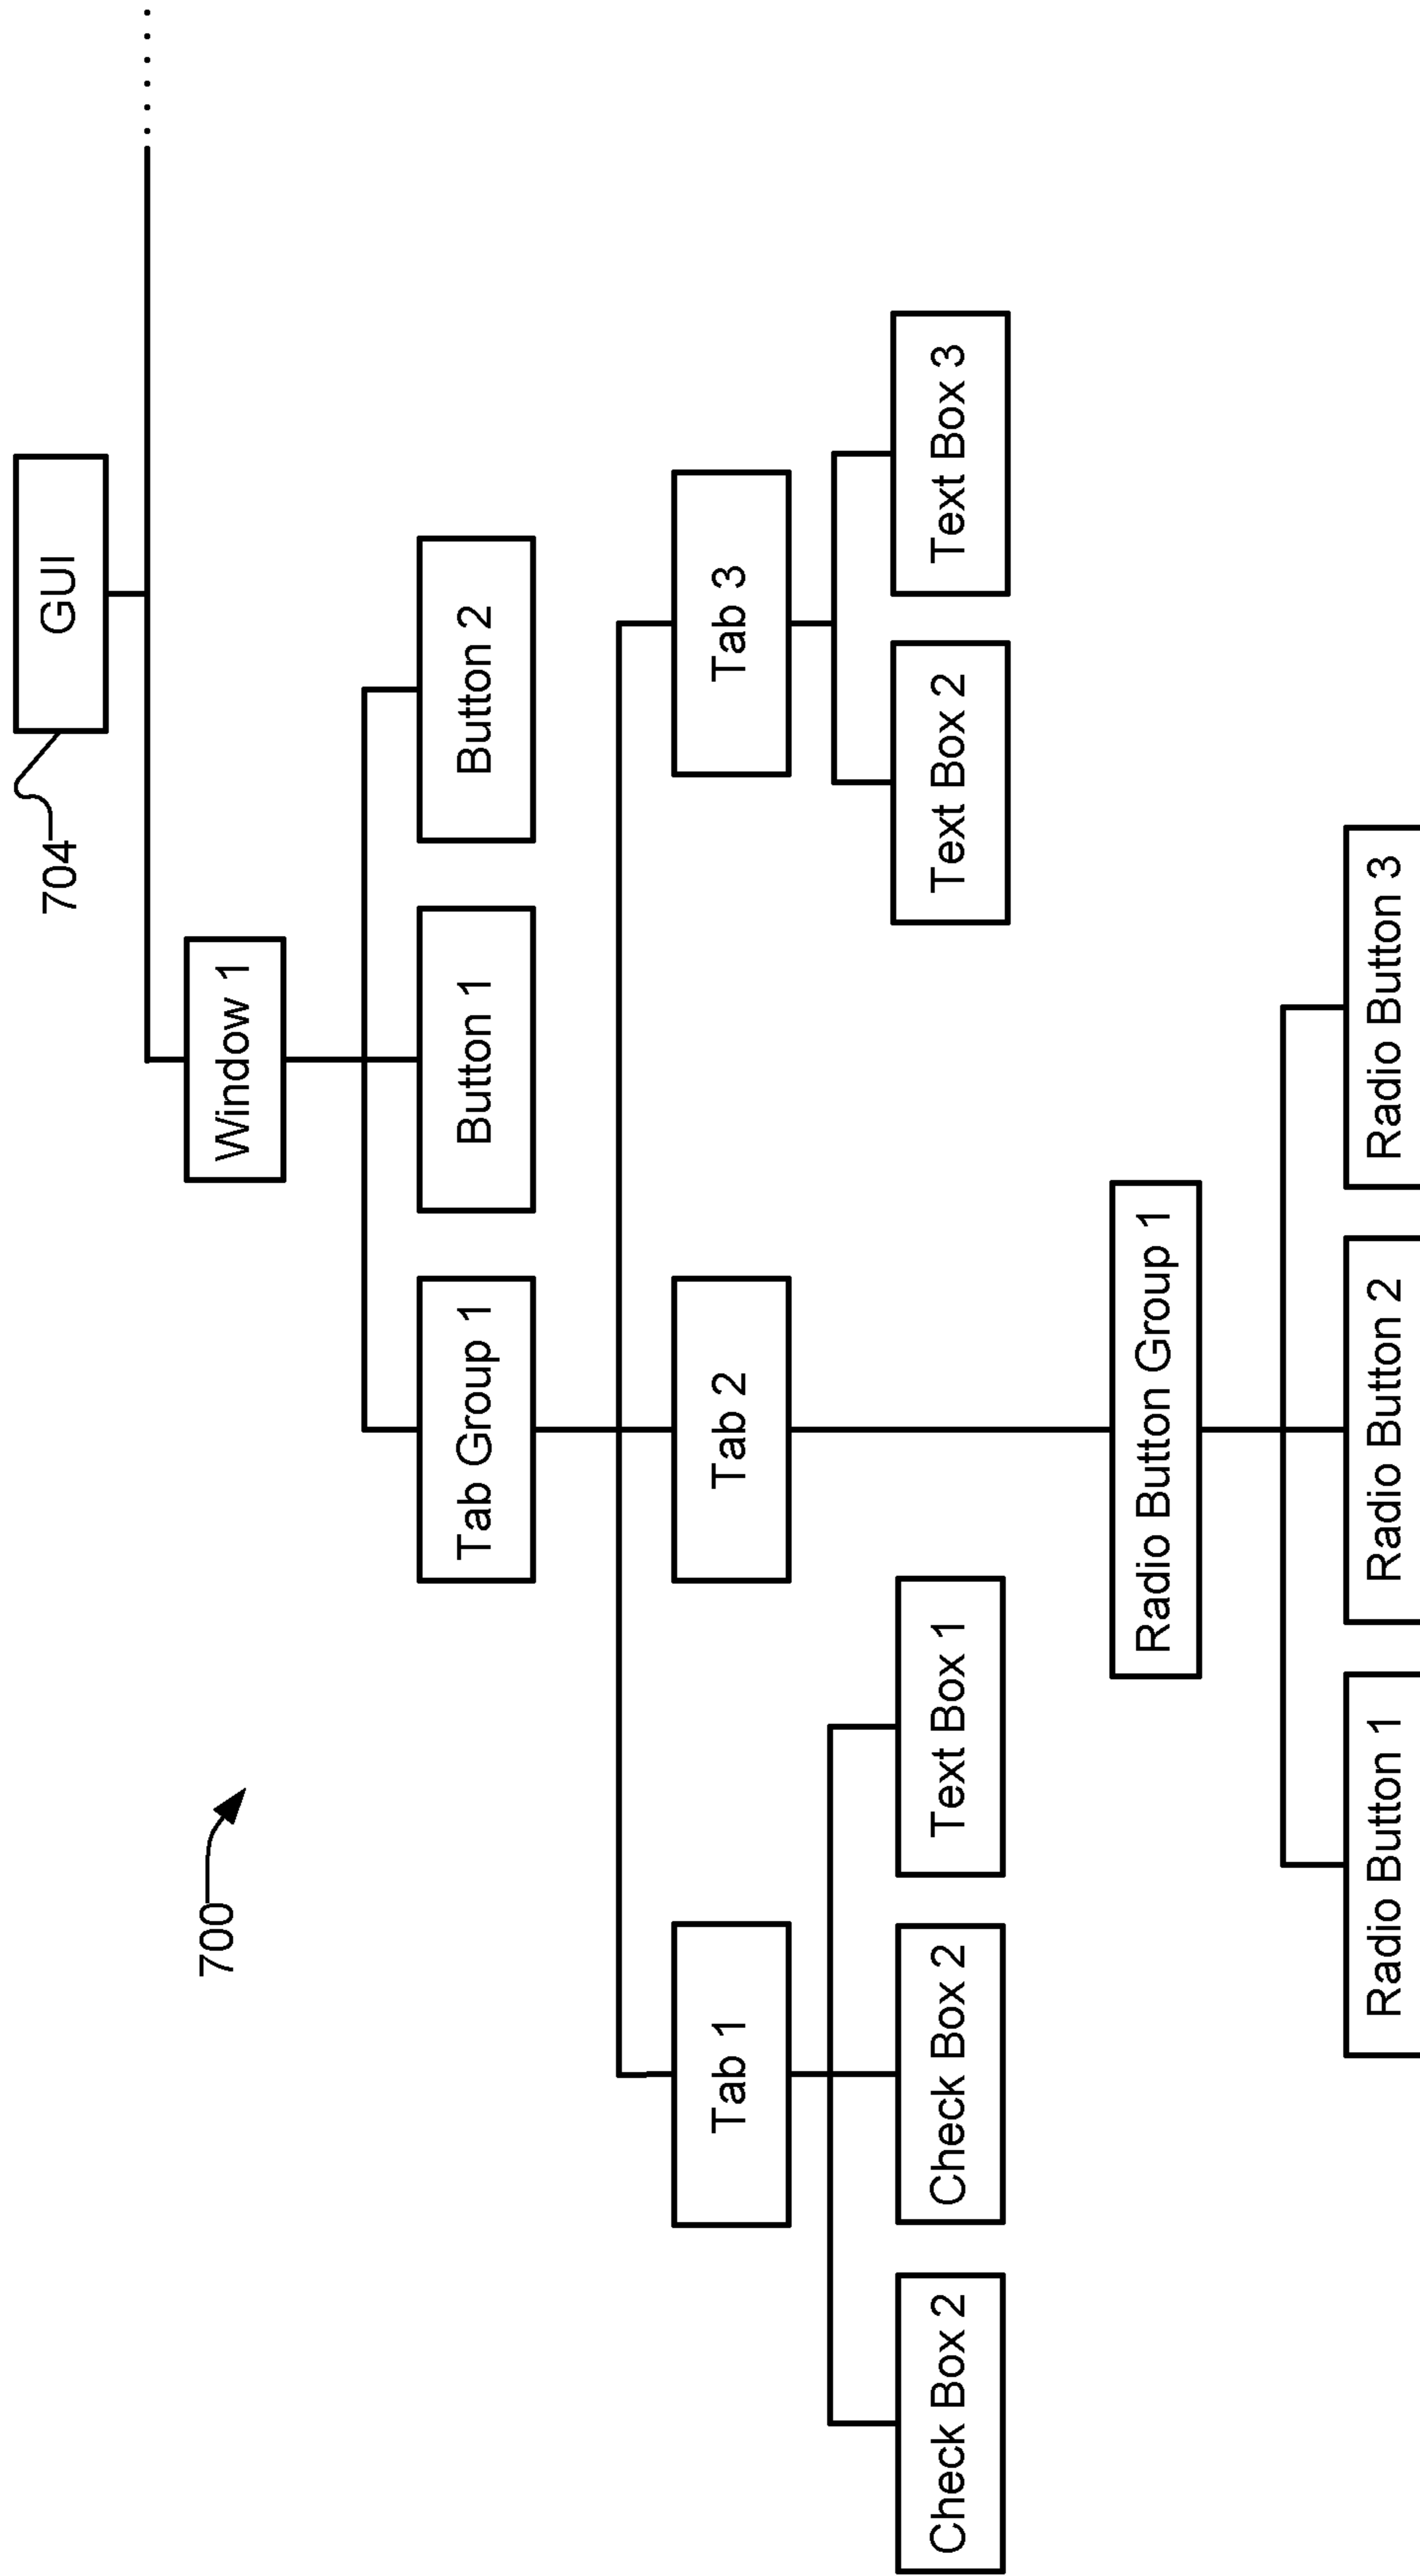 GUI
704
Window 1
700
Tab Group 1
Button 1
Button 2
Tab 1
Tab 2
Tab 3
Check Box 2
Check Box 2
Text Box 1
Text Box 2
Text Box 3
Radio Button Group 1
Radio Button 1
Radio Button 2
Radio Button 3